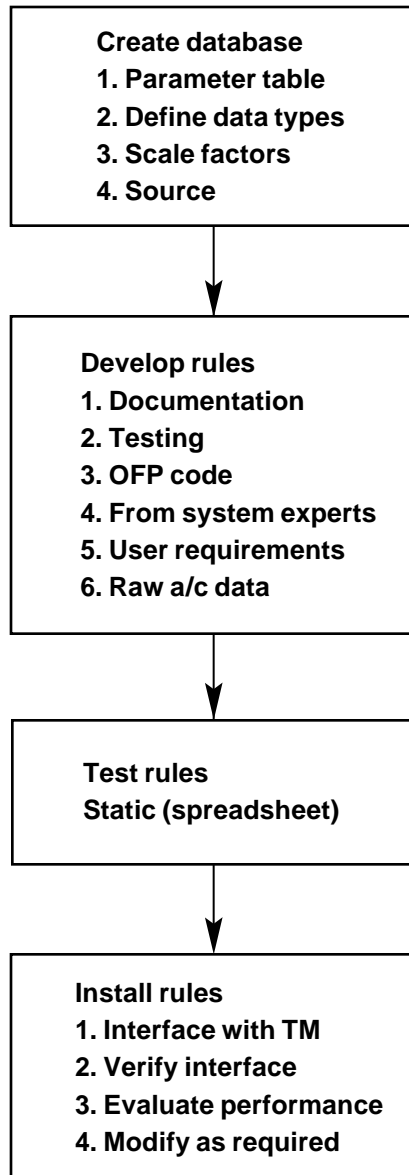 Create database
1. Parameter table
2. Define data types
3. Scale factors
4. Source
Develop rules
1. Documentation
2. Testing
3. OFP code
4. From system experts
5. User requirements
6. Raw a/c data
Test rules
Static (spreadsheet)
Install rules
1. Interface with TM
2. Verify interface
3. Evaluate performance
4. Modify as required